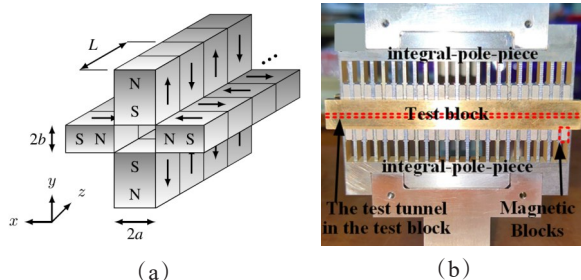 L
N
S
S N
N S
S
N
2b
y
z
x
2a
(a)
integral-pole-piece
Test block
integral-pole-piece
The test tunnel
in the test block
Magnetic
Blocks
(b)